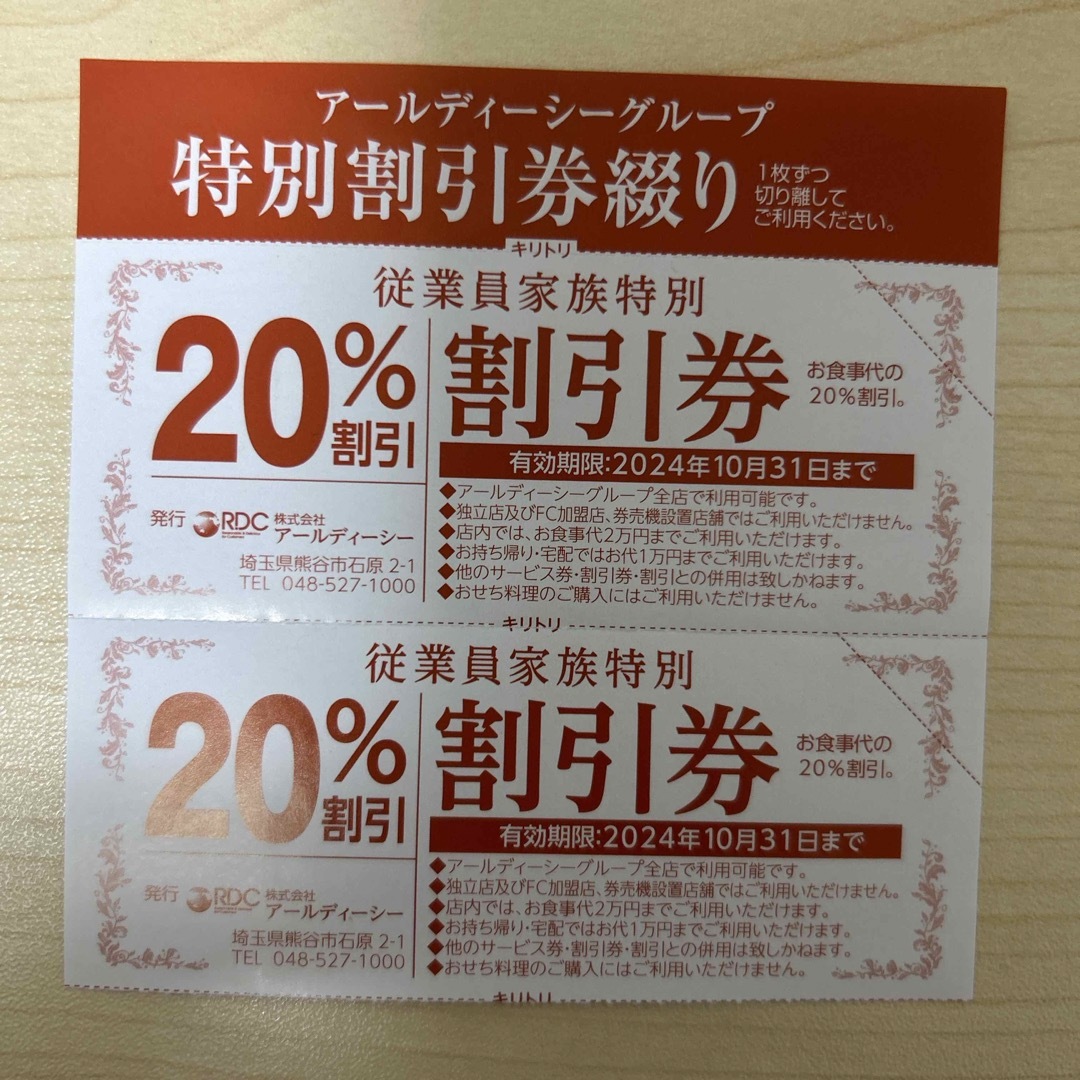 アールディーシーグループ
特別割引券綴り
1枚ずつ
切り離して
ご利用ください。
キリトリ
従業員家族特別
20%
割引
割引券
お食事代の
20%割引。
有効期限:2024年10月31日まで
◆アールディーシーグループ全店で利用可能です。
◆独立店及びFC加盟店、券売機設置店舗ではご利用いただけません。
◆店内では、お食事代2万円までご利用いただけます。
◆お持ち帰り・宅配ではお代1万円までご利用いただけます。
◆他のサービス券・割引券・割引との併用は致しかねます。
◆おせち料理のご購入にはご利用いただけません。
発行 RDC 株式会社
アールディーシー
埼玉県熊谷市石原 2-1
TEL 048-527-1000
キリトリ
従業員家族特別
20%
割引
割引券
お食事代の
20%割引。
有効期限:2024年10月31日まで
◆アールディーシーグループ全店で利用可能です。
◆独立店及びFC加盟店、券売機設置店舗ではご利用いただけません。
◆店内では、お食事代2万円までご利用いただけます。
◆お持ち帰り・宅配ではお代1万円までご利用いただけます。
◆他のサービス券・割引券・割引との併用は致しかねます。
◆おせち料理のご購入にはご利用いただけません。
発行 RDC 株式会社
アールディーシー
埼玉県熊谷市石原 2-1
TEL 048-527-1000
キリトリ